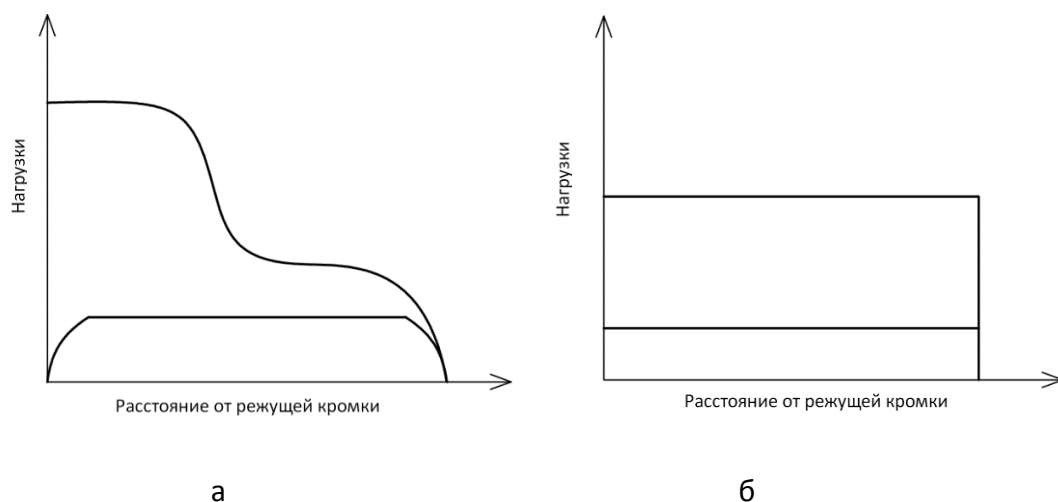 Нагрузки
Расстояние от режущей кромки
а
Нагрузки
Расстояние от режущей кромки
б